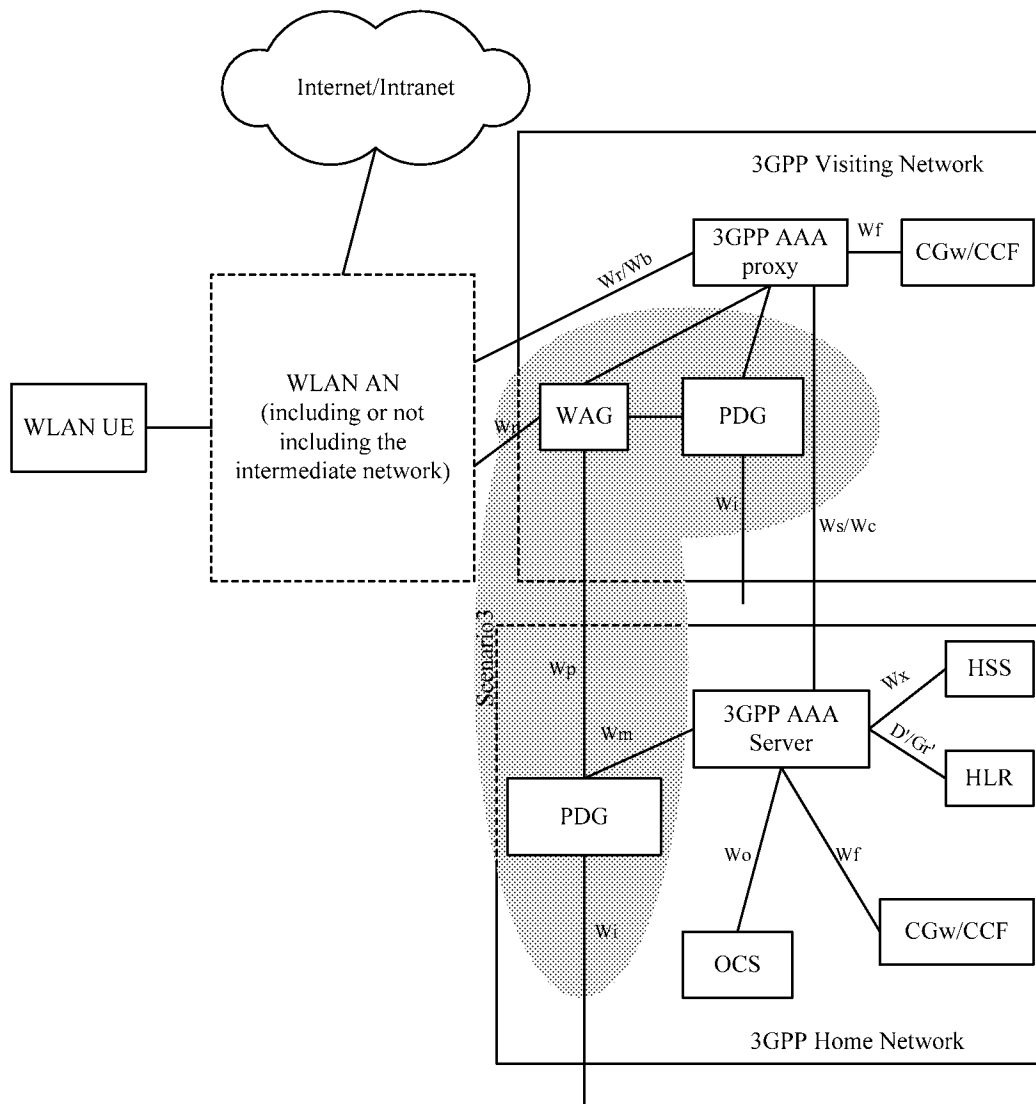 Internet/Intranet
3GPP Visiting Network
3GPP AAA
proxy
Wf
CGw/CCF
Wr/Wb
WLAN UE
WLAN AN
(including or not
including the
intermediate network)
WAG
PDG
Wi
Ws/Wc
Scenario3
Wp
Wm
3GPP AAA
Server
Wx
HSS
D'/Gr'
HLR
PDG
Wo
Wf
Wi
OCS
CGw/CCF
3GPP Home Network